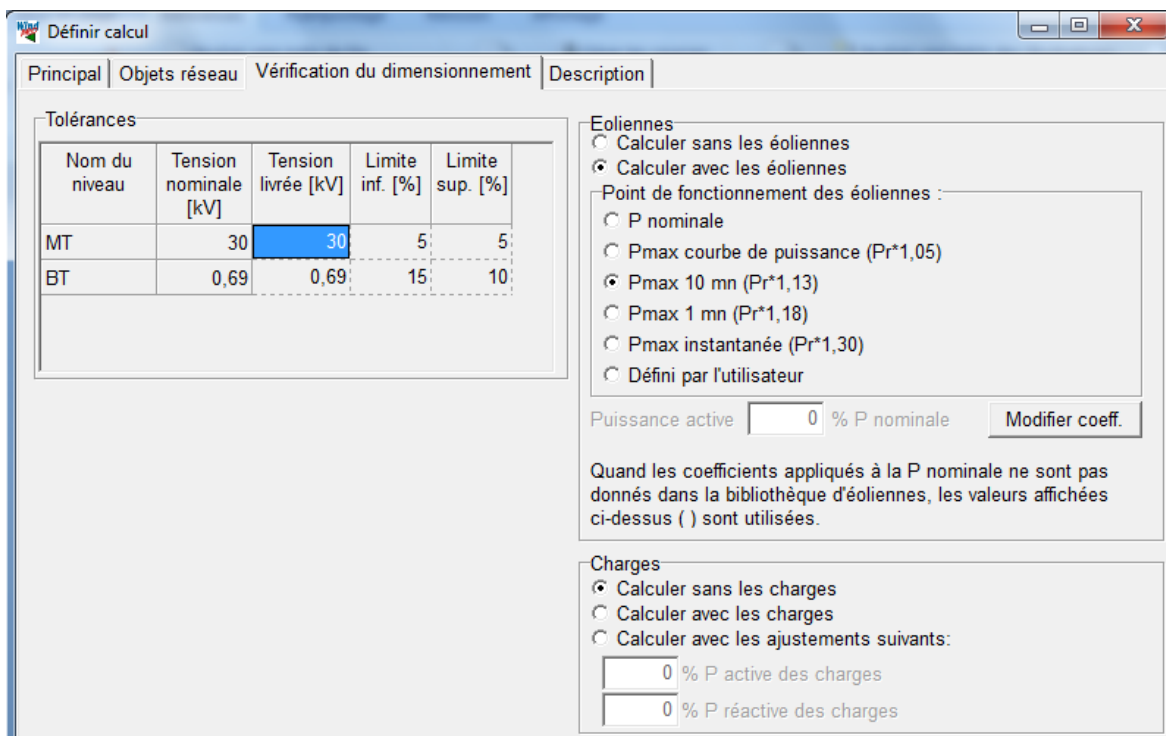 Définir calcul
Principal Objets réseau Vérification du dimensionnement Description
Tolérances
Nom du niveau Tension nominale [kV] Tension livrée [kV] Limite inf. [%] Limite sup. [%]
MT 30 30 5 5
BT 0,69 0,69 15 10
Eoliennes
Calculer sans les éoliennes
Calculer avec les éoliennes
Point de fonctionnement des éoliennes :
P nominale
Pmax courbe de puissance (Pr*1,05)
Pmax 10 mn (Pr*1,13)
Pmax 1 mn (Pr*1,18)
Pmax instantanée (Pr*1,30)
Défini par l'utilisateur
Puissance active 0 % P nominale Modifier coeff.
Quand les coefficients appliqués à la P nominale ne sont pas
donnés dans la bibliothèque d'éoliennes, les valeurs affichées
ci-dessus ( ) sont utilisées.
Charges
Calculer sans les charges
Calculer avec les charges
Calculer avec les ajustements suivants:
0 % P active des charges
0 % P réactive des charges